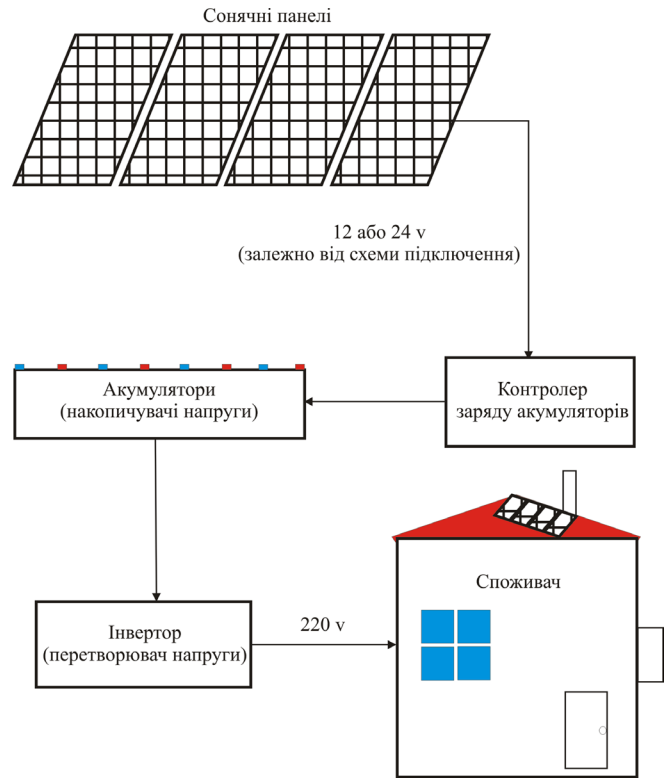 Сонячні панелі
12 або 24 v
(залежно від схеми підключення)
Акумулятори
(накопичувачі напруги)
Контролер
заряду акумуляторів
Споживач
Інвертор
(перетворювач напруги)
220 v